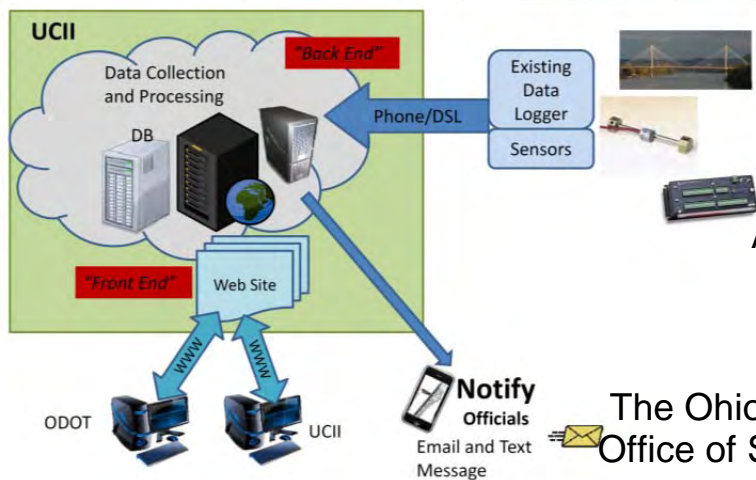 UCII
"Back End"
Data Collection
and Processing
DB
Phone/DSL
Existing
Data
Logger
Sensors
"Front End"
Web Site
WWW
WWW
ODOT
UCII
Notify
Officials
Email and Text
Message
The Ohio
Office of S